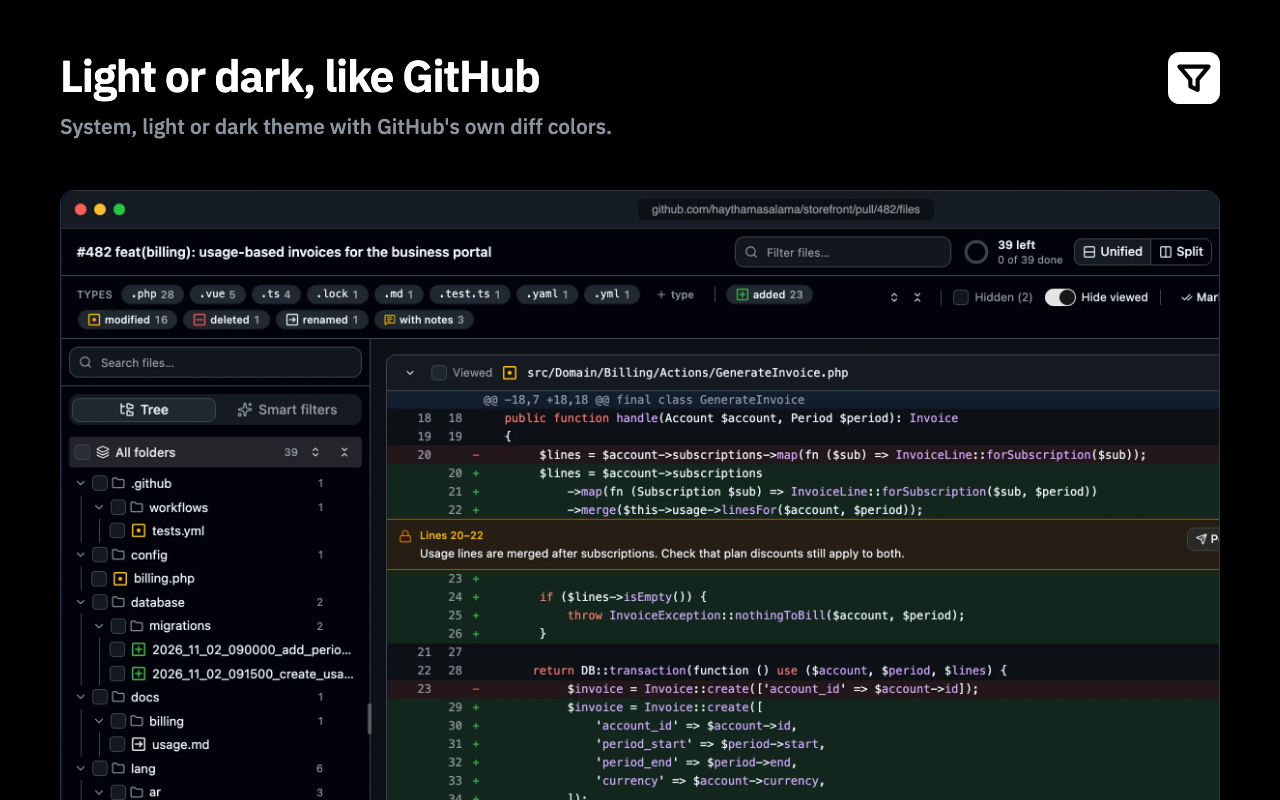 Light or dark, like GitHub
System, light or dark theme with GitHub's own diff colors.
github.com/haythamasalama/storefront/pull/482/files
#482 feat(billing): usage-based invoices for the business portal
Filter files...
39 left
0 of 39 done
Unified
Split
TYPES .php 28 .vue 5 .ts 4 .lock 1 .md 1 .test.ts 1 .yaml 1 .yml 1 + type added 23
Hidden (2) Hide viewed
modified 16 deleted 1 renamed 1 with notes 3
Search files...
Tree Smart filters
All folders 39
.github 1
workflows 1
tests.yml
config 1
billing.php
database 2
migrations 2
2026_11_02_090000_add_perio...
2026_11_02_091500_create_usa...
docs 1
billing 1
usage.md
lang 6
ar 3
Viewed src/Domain/Billing/Actions/GenerateInvoice.php
@@ -18,7 +18,18 @@ final class GenerateInvoice
18 18 public function handle(Account $account, Period $period): Invoice
19 19 {
20 - $lines = $account->subscriptions->map(fn ($sub) => InvoiceLine::forSubscription($sub));
20 + $lines = $account->subscriptions
21 + ->map(fn (Subscription $sub) => InvoiceLine::forSubscription($sub, $period))
22 + ->merge($this->usage->linesFor($account, $period));
Lines 20–22
Usage lines are merged after subscriptions. Check that plan discounts still apply to both.
23 +
24 + if ($lines->isEmpty()) {
25 + throw InvoiceException::nothingToBill($account, $period);
26 + }
21 27
22 28 return DB::transaction(function () use ($account, $period, $lines) {
23 - $invoice = Invoice::create(['account_id' => $account->id]);
29 + $invoice = Invoice::create([
30 + 'account_id' => $account->id,
31 + 'period_start' => $period->start,
32 + 'period_end' => $period->end,
33 + 'currency' => $account->currency,
34 + ]);